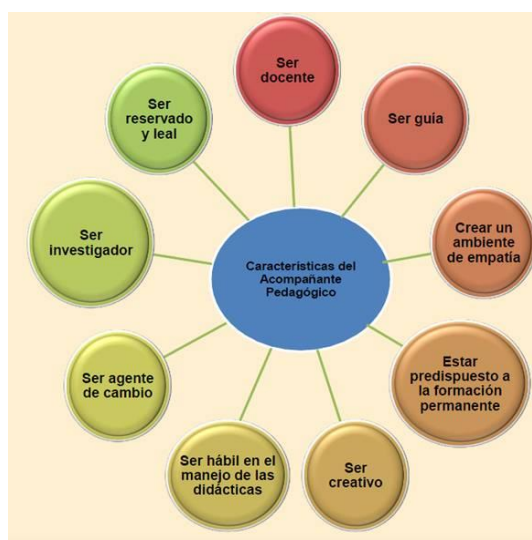 Características del
Acompañante
Pedagógico
Ser
docente
Ser guía
Crear un
ambiente
de empatía
Estar
predispuesto a
la formación
permanente
Ser
creativo
Ser hábil en el
manejo de las
didácticas
Ser agente
de cambio
Ser
investigador
Ser
reservado
y leal